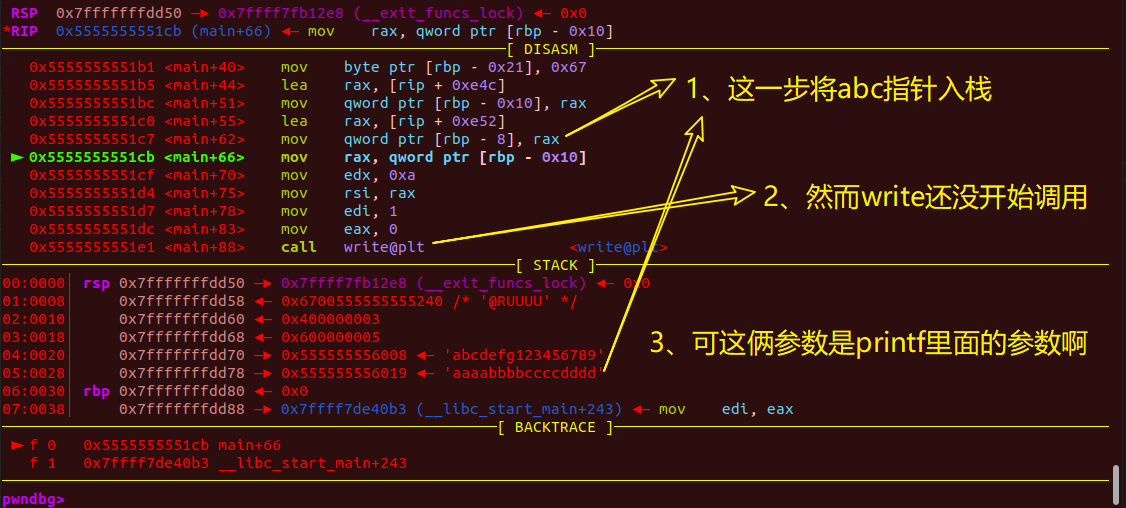 RSP  0x7fffffffdd50 —▸ 0x7ffff7fb12e8 (__exit_funcs_lock) ◂— 0x0
*RIP  0x5555555551cb (main+66) ◂— mov    rax, qword ptr [rbp - 0x10]
[ DISASM ]
0x5555555551b1 <main+40>    mov    byte ptr [rbp - 0x21], 0x67
0x5555555551b5 <main+44>    lea    rax, [rip + 0xe4c]
0x5555555551bc <main+51>    mov    qword ptr [rbp - 0x10], rax
0x5555555551c0 <main+55>    lea    rax, [rip + 0xe52]
0x5555555551c7 <main+62>    mov    qword ptr [rbp - 8], rax
1、这一步将abc指针入栈
► 0x5555555551cb <main+66>    mov    rax, qword ptr [rbp - 0x10]
0x5555555551cf <main+70>    mov    edx, 0xa
0x5555555551d4 <main+75>    mov    rsi, rax
0x5555555551d7 <main+78>    mov    edi, 1
2、然而write还没开始调用
0x5555555551dc <main+83>    mov    eax, 0
0x5555555551e1 <main+88>    call   write@plt    <write@plt>
[ STACK ]
00:0000│ rsp 0x7fffffffdd50 —▸ 0x7ffff7fb12e8 (__exit_funcs_lock) ◂— 0x0
01:0008│     0x7fffffffdd58 ◂— 0x6700555555555240 /* '@RUUUU' */
02:0010│     0x7fffffffdd60 ◂— 0x400000003
03:0018│     0x7fffffffdd68 ◂— 0x600000005
3、可这俩参数是printf里面的参数啊
04:0020│     0x7fffffffdd70 —▸ 0x555555556008 ◂— 'abcdefg123456789'
05:0028│     0x7fffffffdd78 —▸ 0x555555556019 ◂— 'aaaabbbbccccdddd'
06:0030│ rbp 0x7fffffffdd80 ◂— 0x0
07:0038│     0x7fffffffdd88 —▸ 0x7ffff7de40b3 (__libc_start_main+243) ◂— mov    edi, eax
[ BACKTRACE ]
► f 0   0x5555555551cb main+66
f 1   0x7ffff7de40b3 __libc_start_main+243
pwndbg>